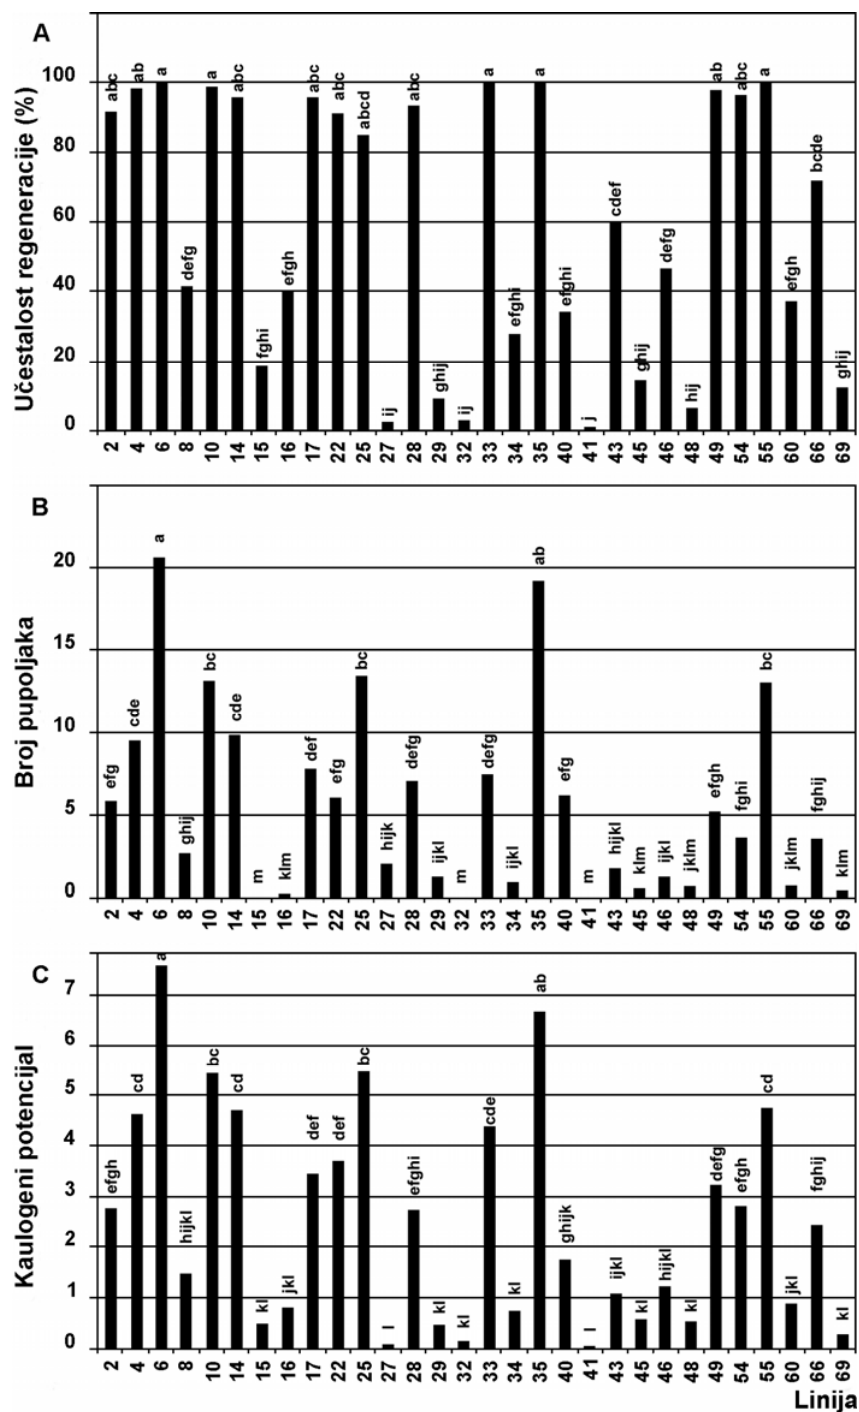 A
Učestalost regeneracije (%)
100
80
60
40
20
0
abc ab a defg a abc fghi efgh abc abc abcd ij abc ghij ij a efghi a efghi j cdef ghij defg hij ab abc a efgh bcde ghij
2 4 6 8 10 14 15 16 17 22 25 27 28 29 32 33 34 35 40 41 43 45 46 48 49 54 55 60 66 69
B
Broj pupoljaka
20
15
10
5
0
efg cde a ghij bc cde m klm def efg bc hijk defg ijkl m defg ijkl ab efg m hijkl klm ijkl jklm efgh fghi bc jklm fghij klm
2 4 6 8 10 14 15 16 17 22 25 27 28 29 32 33 34 35 40 41 43 45 46 48 49 54 55 60 66 69
C
Kaulogeni potencijal
7
6
5
4
3
2
1
0
efgh cd a hijkl bc cd kl jkl def def bc l efghi kl kl cde kl ab ghijk l ijkl kl hijkl kl defg efgh cd jkl fghij kl
2 4 6 8 10 14 15 16 17 22 25 27 28 29 32 33 34 35 40 41 43 45 46 48 49 54 55 60 66 69
Linija